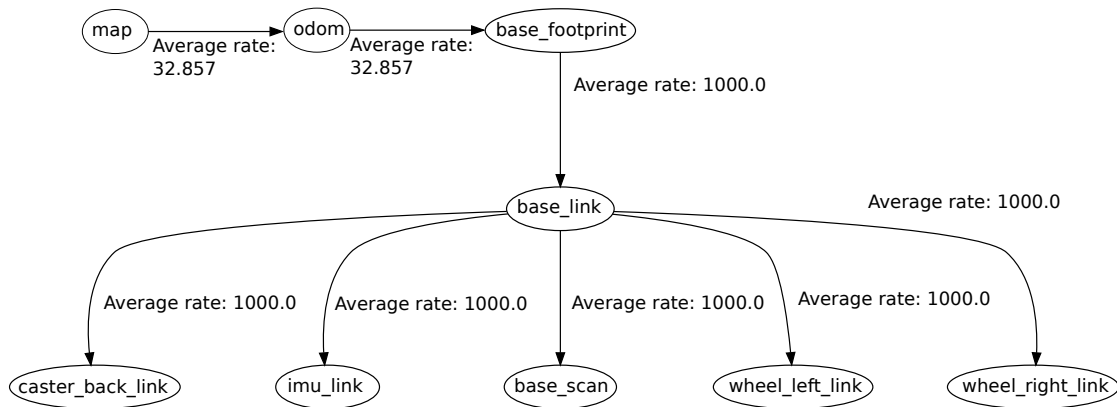 map
odom
base_footprint
Average rate:
32.857
Average rate:
32.857
Average rate: 1000.0
base_link
Average rate: 1000.0
Average rate: 1000.0
Average rate: 1000.0
Average rate: 1000.0
Average rate: 1000.0
caster_back_link
imu_link
base_scan
wheel_left_link
wheel_right_link